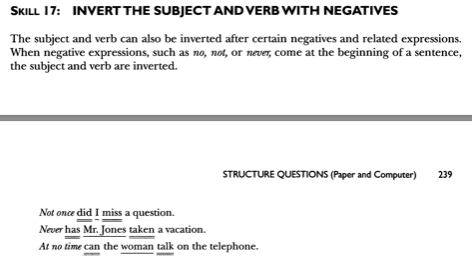 SKILL 17: INVERT THE SUBJECT AND VERB WITH NEGATIVES
The subject and verb can also be inverted after certain negatives and related expressions.
When negative expressions, such as no, not, or never, come at the beginning of a sentence,
the subject and verb are inverted.
STRUCTURE QUESTIONS (Paper and Computer) 239
Not once did I miss a question.
Never has Mr. Jones taken a vacation.
At no time can the woman talk on the telephone.